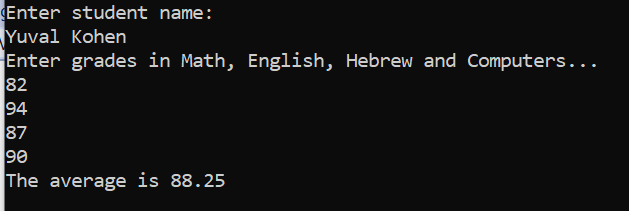 Enter student name:
Yuval Kohen
Enter grades in Math, English, Hebrew and Computers...
82
94
87
90
The average is 88.25